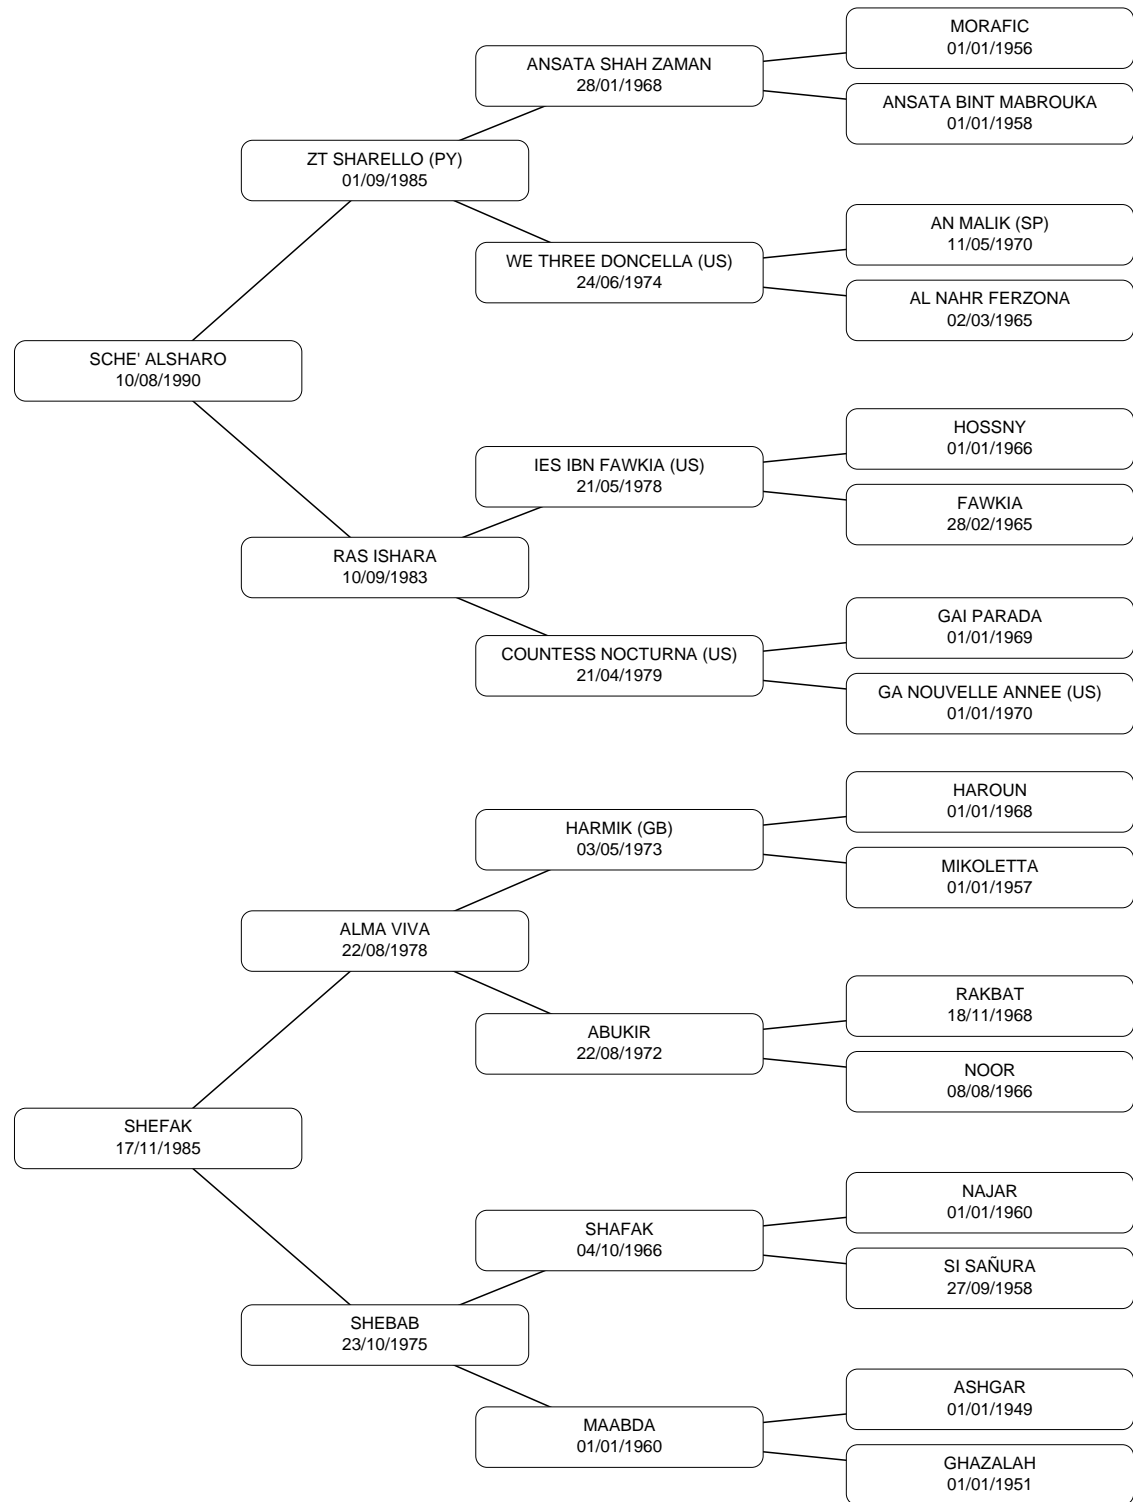 MORAFIC
01/01/1956
ANSATA SHAH ZAMAN
28/01/1968
ANSATA BINT MABROUKA
01/01/1958
ZT SHARELLO (PY)
01/09/1985
AN MALIK (SP)
11/05/1970
WE THREE DONCELLA (US)
24/06/1974
AL NAHR FERZONA
02/03/1965
SCHE' ALSHARO
10/08/1990
HOSSNY
01/01/1966
IES IBN FAWKIA (US)
21/05/1978
FAWKIA
28/02/1965
RAS ISHARA
10/09/1983
GAI PARADA
01/01/1969
COUNTESS NOCTURNA (US)
21/04/1979
GA NOUVELLE ANNEE (US)
01/01/1970
HAROUN
01/01/1968
HARMIK (GB)
03/05/1973
MIKOLETTA
01/01/1957
ALMA VIVA
22/08/1978
RAKBAT
18/11/1968
ABUKIR
22/08/1972
NOOR
08/08/1966
SHEFAK
17/11/1985
NAJAR
01/01/1960
SHAFAK
04/10/1966
SI SAÑURA
27/09/1958
SHEBAB
23/10/1975
ASHGAR
01/01/1949
MAABDA
01/01/1960
GHAZALAH
01/01/1951